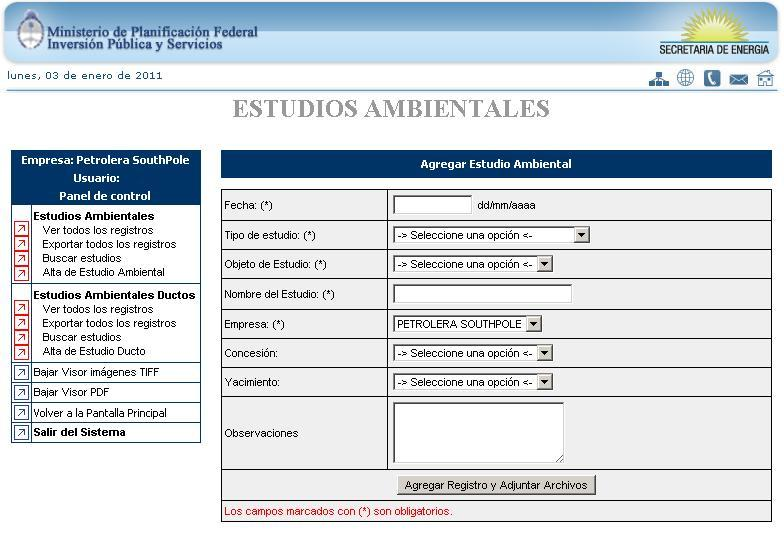 Ministerio de Planificación Federal
Inversión Pública y Servicios
SECRETARIA DE ENERGIA
lunes, 03 de enero de 2011
ESTUDIOS AMBIENTALES
Empresa: Petrolera SouthPole
Usuario:
Panel de control
Estudios Ambientales
Ver todos los registros
Exportar todos los registros
Buscar estudios
Alta de Estudio Ambiental
Estudios Ambientales Ductos
Ver todos los registros
Exportar todos los registros
Buscar estudios
Alta de Estudio Ducto
Bajar Visor imágenes TIFF
Bajar Visor PDF
Volver a la Pantalla Principal
Salir del Sistema
Agregar Estudio Ambiental
Fecha: (*) dd/mm/aaaa
Tipo de estudio: (*) -> Seleccione una opción <-
Objeto de Estudio: (*) -> Seleccione una opción <-
Nombre del Estudio: (*)
Empresa: (*) PETROLERA SOUTHPOLE
Concesión: -> Seleccione una opción <-
Yacimiento: -> Seleccione una opción <-
Observaciones
Agregar Registro y Adjuntar Archivos
Los campos marcados con (*) son obligatorios.